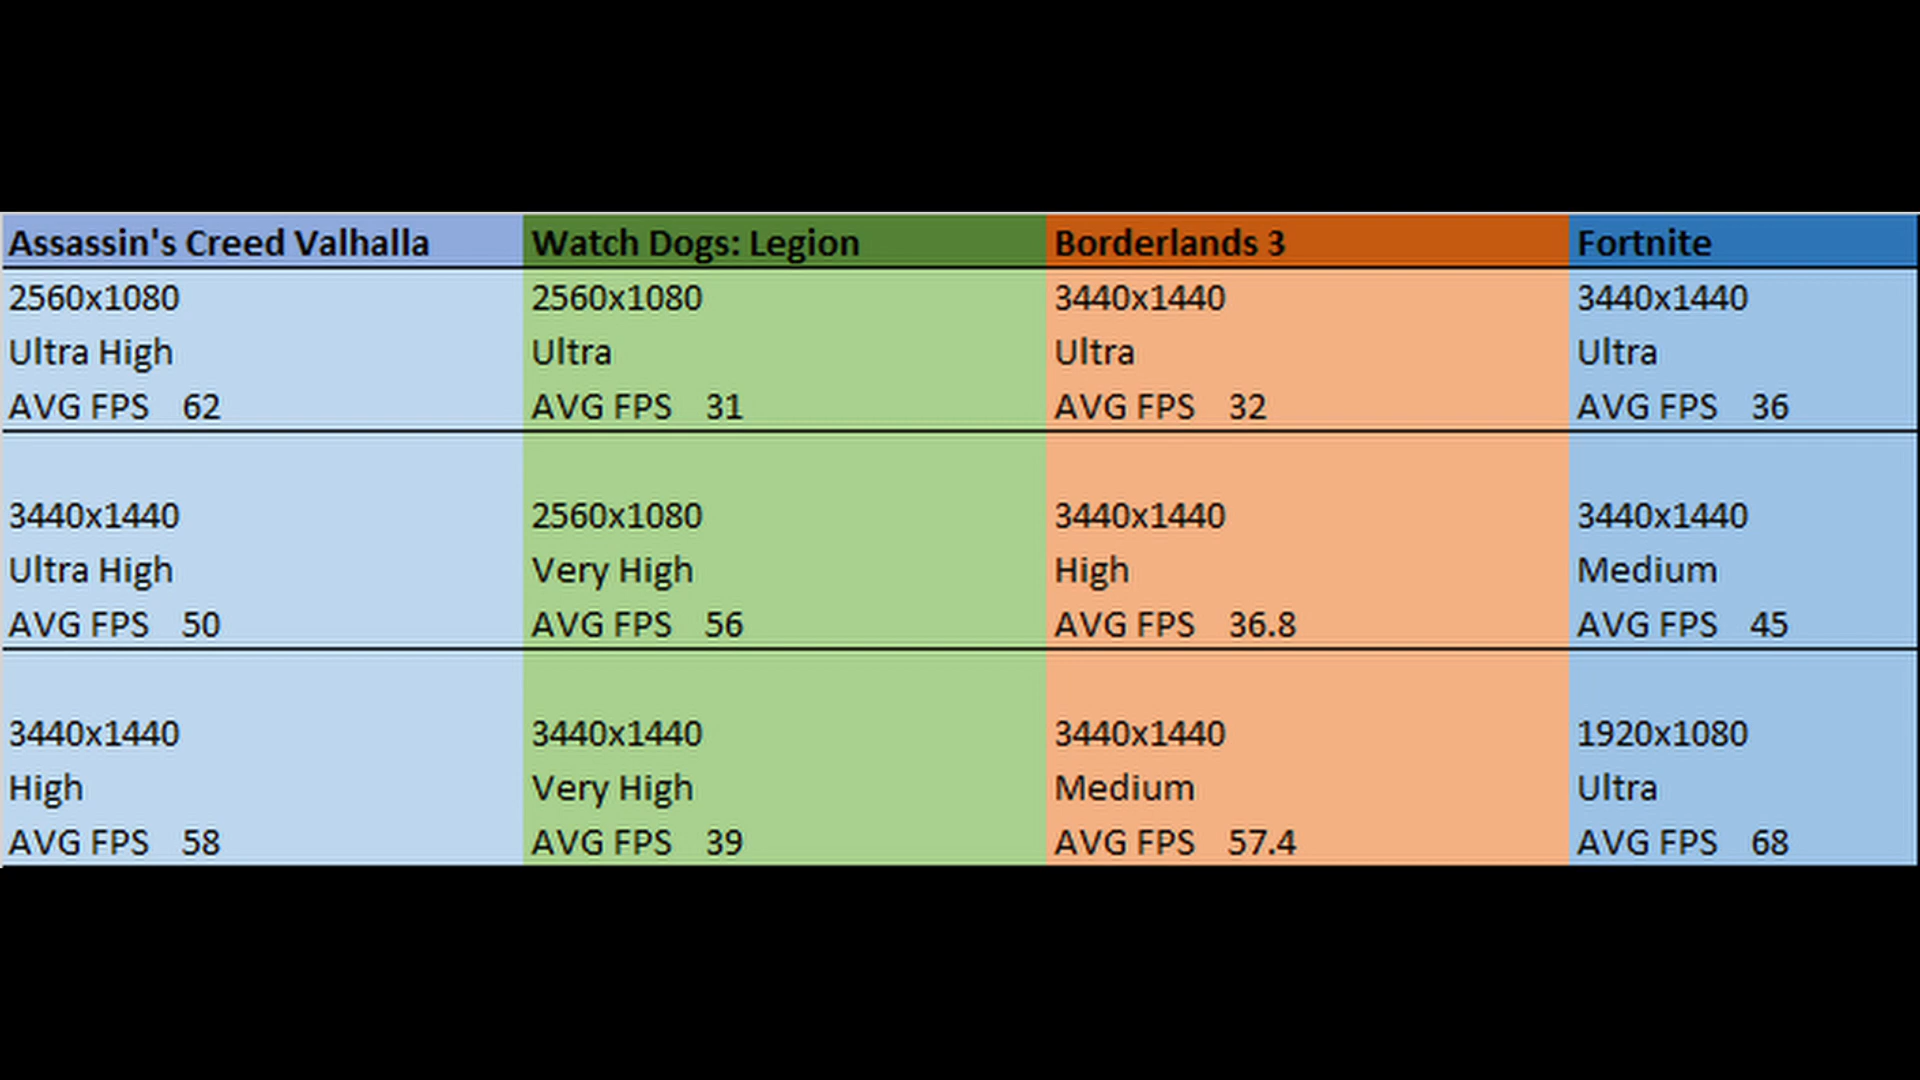 Assassin's Creed Valhalla Watch Dogs: Legion Borderlands 3 Fortnite
2560x1080 2560x1080 3440x1440 3440x1440
Ultra High Ultra Ultra Ultra
AVG FPS 62 AVG FPS 31 AVG FPS 32 AVG FPS 36
3440x1440 2560x1080 3440x1440 3440x1440
Ultra High Very High High Medium
AVG FPS 50 AVG FPS 56 AVG FPS 36.8 AVG FPS 45
3440x1440 3440x1440 3440x1440 1920x1080
High Very High Medium Ultra
AVG FPS 58 AVG FPS 39 AVG FPS 57.4 AVG FPS 68